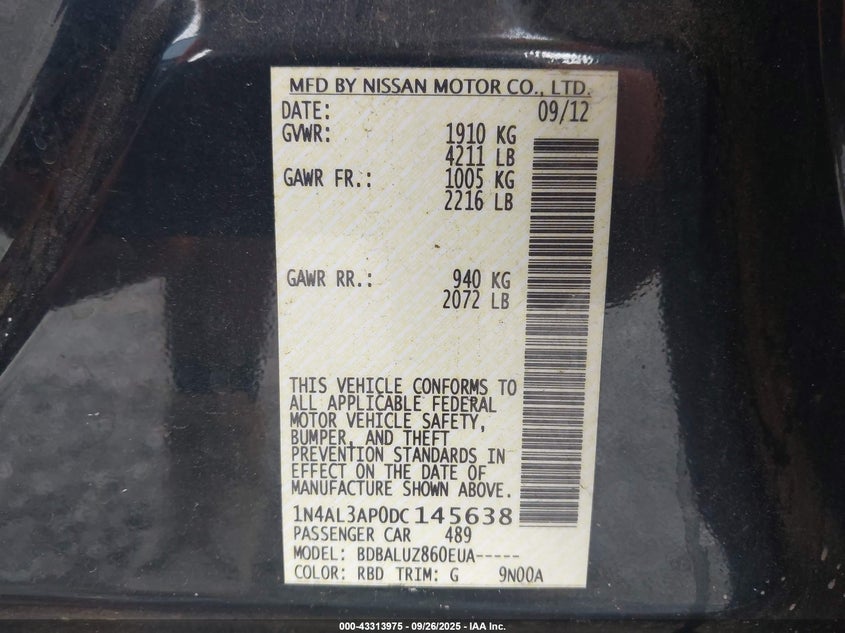 MFD BY NISSAN MOTOR CO., LTD.
DATE: 09/12
GVWR: 1910 KG
4211 LB
GAWR FR.: 1005 KG
2216 LB
GAWR RR.: 940 KG
2072 LB
THIS VEHICLE CONFORMS TO
ALL APPLICABLE FEDERAL
MOTOR VEHICLE SAFETY,
BUMPER, AND THEFT
PREVENTION STANDARDS IN
EFFECT ON THE DATE OF
MANUFACTURE SHOWN ABOVE.
1N4AL3AP0DC145638
PASSENGER CAR 489
MODEL: BDBALUZ860EUA-----
COLOR: RBD TRIM: G 9N00A
000-43313975 - 09/26/2025 - IAA Inc.